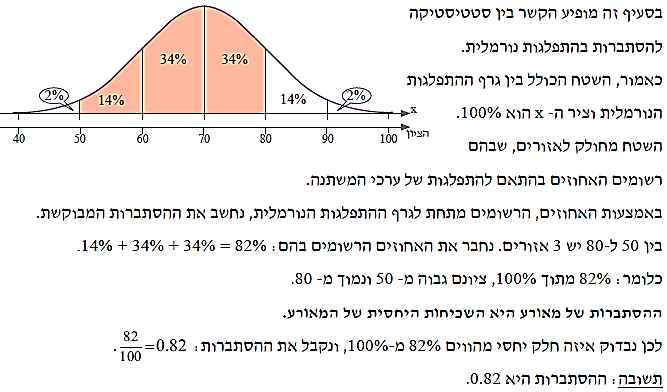 בסעיף זה מופיע הקשר בין סטטיסטיקה
להסתברות בהתפלגות נורמלית.
כאמור, השטח הכולל בין גרף ההתפלגות
הנורמלית וציר ה- x הוא 100%.
השטח מחולק לאזורים, שבהם
רשומים האחוזים בהתאם להתפלגות של ערכי המשתנה.
באמצעות האחוזים, הרשומים מתחת לגרף ההתפלגות הנורמלית, נחשב את ההסתברות המבוקשת.
בין 50 ל-80 יש 3 אזורים. נחבר את האחוזים הרשומים בהם: 14% + 34% + 34% = 82%.
כלומר: 82% מתוך 100%, ציונם גבוה מ- 50 ונמוך מ- 80.
ההסתברות של מאורע היא השכיחות היחסית של המאורע.
לכן נבדוק איזה חלק יחסי מהווים 82% מ-100%, ונקבל את ההסתברות: 82/100 = 0.82.
תשובה: ההסתברות היא 0.82.
34% 34%
2% 14% 14% 2%
x
40 50 60 70 80 90 100 הציון